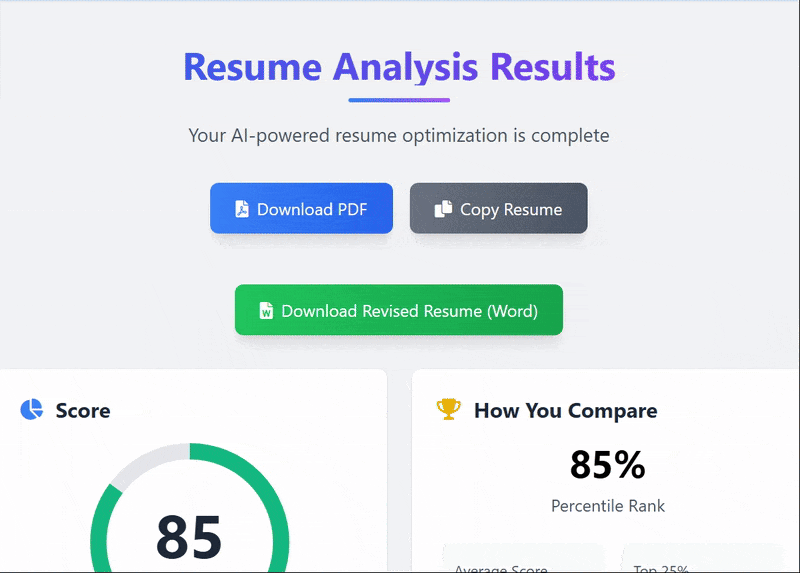 Resume Analysis Results
Your AI-powered resume optimization is complete
Download PDF
Copy Resume
Download Revised Resume (Word)
Score
85
How You Compare
85%
Percentile Rank
Average Score
Top 25%